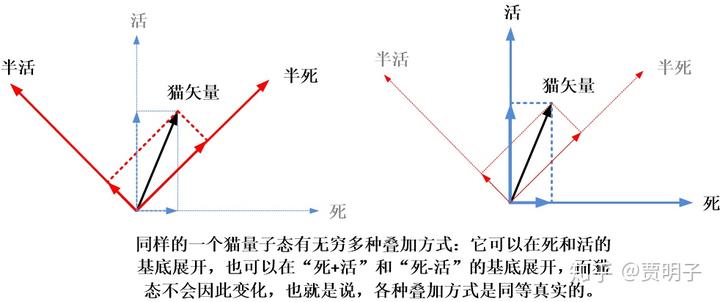 活
半活
猫矢量
半死
死
活
半活
猫矢量
半死
死
同样的一个猫量子态有无穷多种叠加方式：它可以在死和活的
基底展开，也可以在“死+活”和“死-活”的基底展开，而猫
态不会因此变化，也就是说，各种叠加方式是同等真实的。
知乎 @贾明子